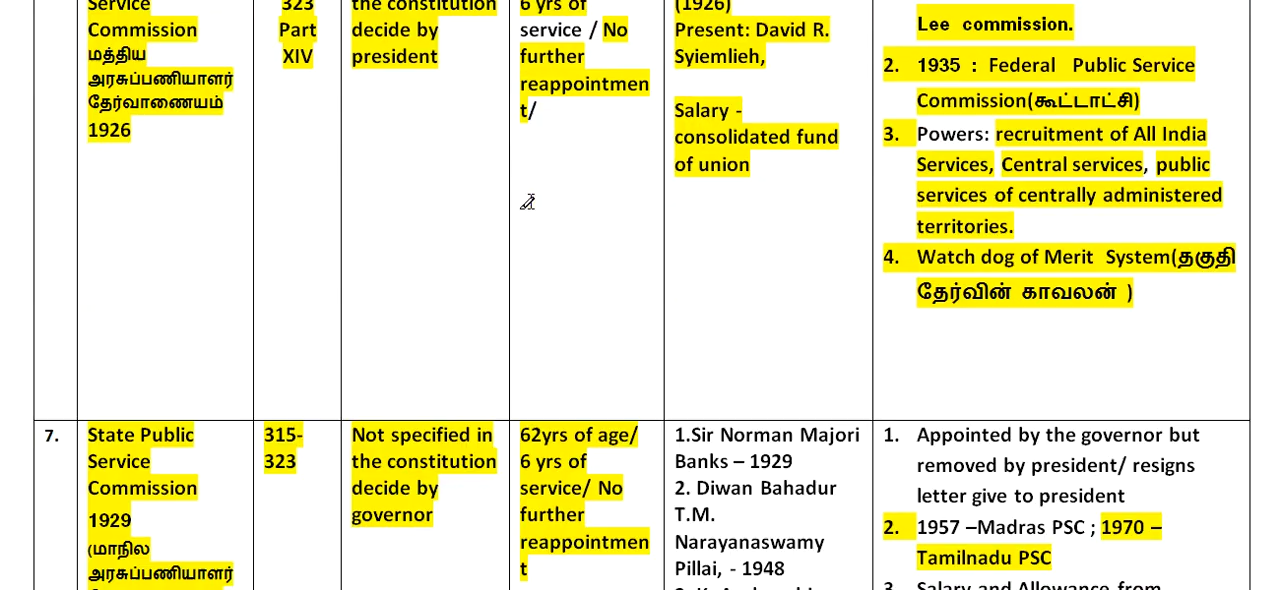 Service
Commission
மத்திய
அரசுப்பணியாளர்
தேர்வாணையம்
1926
323
Part
XIV
the constitution
decide by
president
6 yrs of
service / No
further
reappointmen
t/
(1926)
Present: David R.
Syiemlieh,
Salary -
consolidated fund
of union
Lee commission.
2. 1935 : Federal Public Service
Commission(கூட்டாட்சி)
3. Powers: recruitment of All India
Services, Central services, public
services of centrally administered
territories.
4. Watch dog of Merit System(தகுதி
தேர்வின் காவலன் )
7.
State Public
Service
Commission
1929
(மாநில
அரசுப்பணியாளர்
315-
323
Not specified in
the constitution
decide by
governor
62yrs of age/
6 yrs of
service/ No
further
reappointmen
t
1.Sir Norman Majori
Banks – 1929
2. Diwan Bahadur
T.M.
Narayanaswamy
Pillai, - 1948
1. Appointed by the governor but
removed by president/ resigns
letter give to president
2. 1957 –Madras PSC ; 1970 –
Tamilnadu PSC
3. Salary and Allowance from